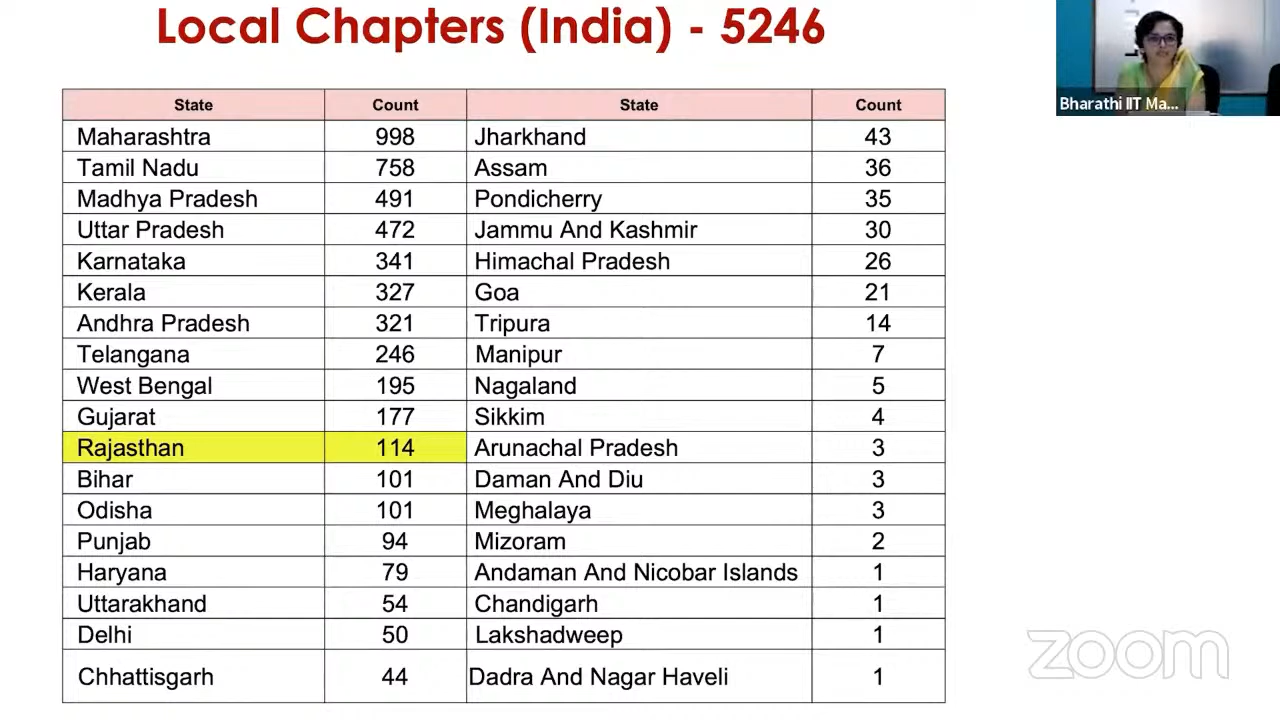 Local Chapters (India) - 5246
Bharathi IIT Ma...
State Count State Count
Maharashtra 998 Jharkhand 43
Tamil Nadu 758 Assam 36
Madhya Pradesh 491 Pondicherry 35
Uttar Pradesh 472 Jammu And Kashmir 30
Karnataka 341 Himachal Pradesh 26
Kerala 327 Goa 21
Andhra Pradesh 321 Tripura 14
Telangana 246 Manipur 7
West Bengal 195 Nagaland 5
Gujarat 177 Sikkim 4
Rajasthan 114 Arunachal Pradesh 3
Bihar 101 Daman And Diu 3
Odisha 101 Meghalaya 3
Punjab 94 Mizoram 2
Haryana 79 Andaman And Nicobar Islands 1
Uttarakhand 54 Chandigarh 1
Delhi 50 Lakshadweep 1
Chhattisgarh 44 Dadra And Nagar Haveli 1
zoom